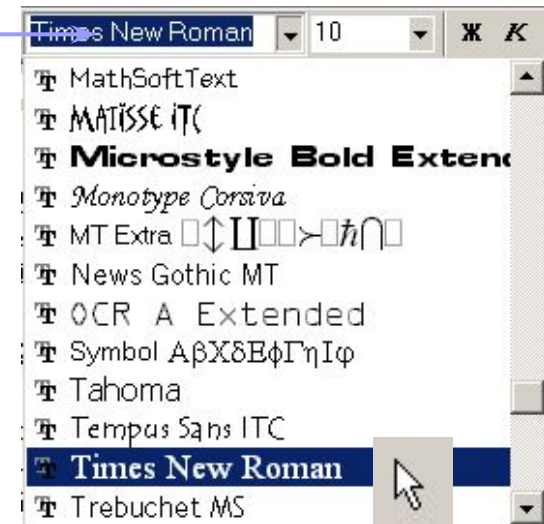 Times New Roman 10 Ж К
MathSoftText
MATISSE ITC
Microstyle Bold Exten
Monotype Corsiva
MT Extra ↕∐≻ℏ⋂
News Gothic MT
OCR A Extended
Symbol ΑβΧδΕϕΓηΙφ
Tahoma
Tempus Sans ITC
Times New Roman
Trebuchet MS